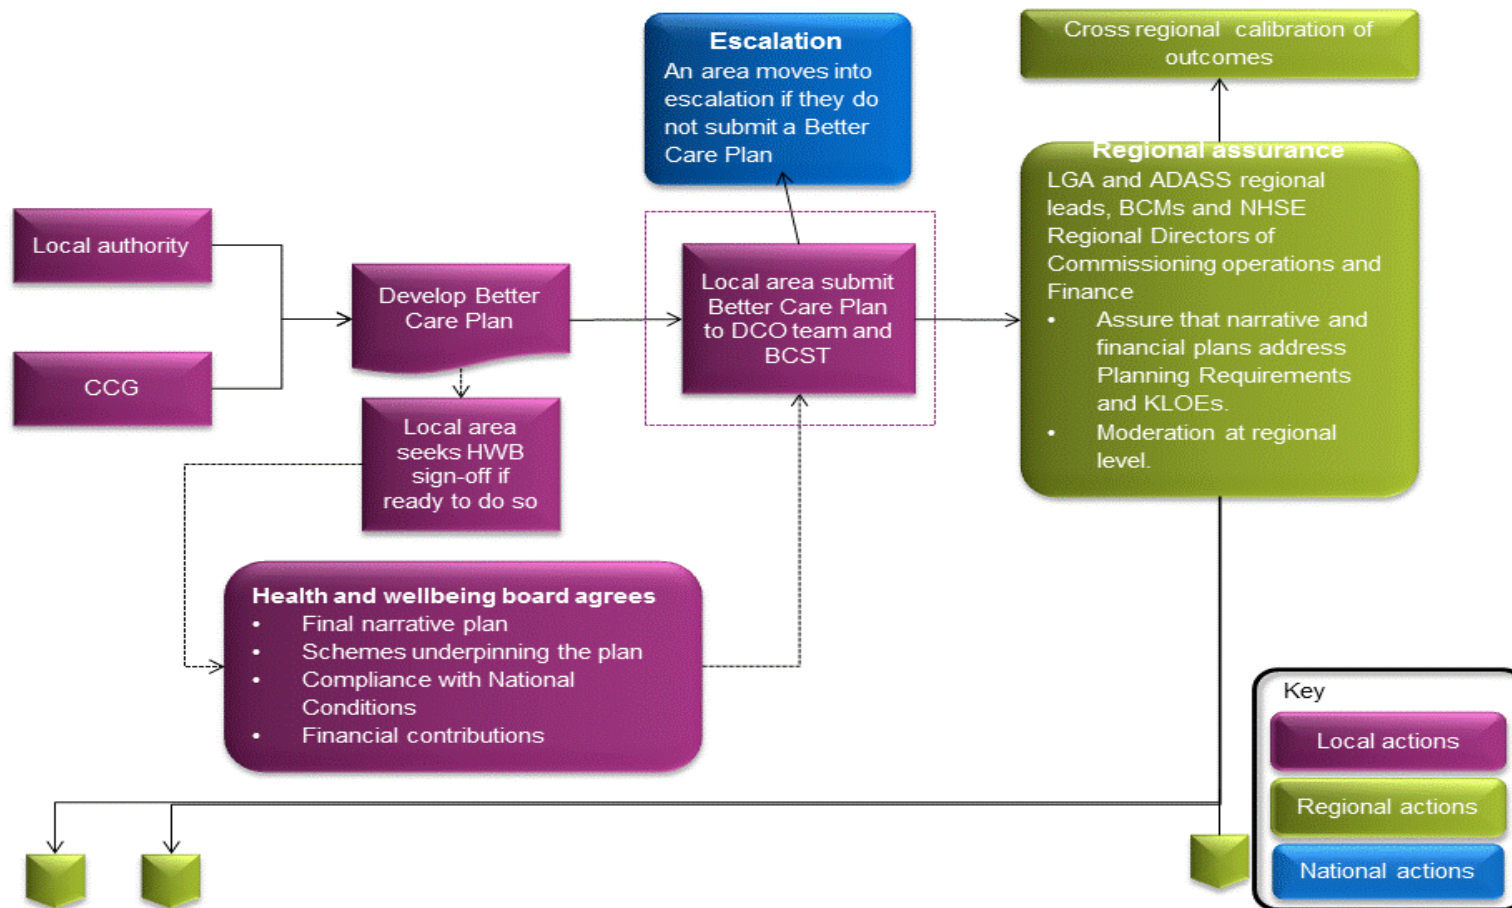 Escalation
An area moves into
escalation if they do
not submit a Better
Care Plan
Cross regional calibration of
outcomes
Regional assurance
LGA and ADASS regional
leads, BCMs and NHSE
Regional Directors of
Commissioning operations and
Finance
• Assure that narrative and
financial plans address
Planning Requirements
and KLOEs.
• Moderation at regional
level.
Local authority
CCG
Develop Better
Care Plan
Local area submit
Better Care Plan
to DCO team and
BCST
Local area
seeks HWB
sign-off if
ready to do so
Health and wellbeing board agrees
• Final narrative plan
• Schemes underpinning the plan
• Compliance with National
Conditions
• Financial contributions
Key
Local actions
Regional actions
National actions